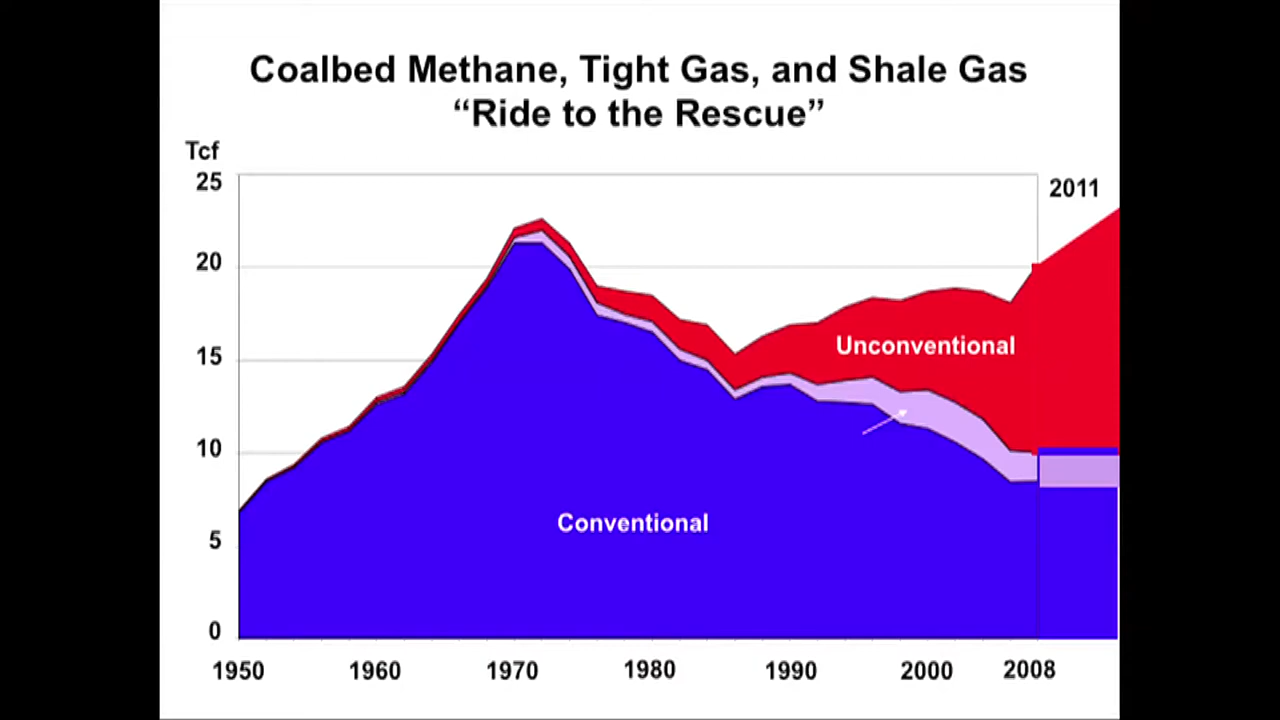 Coalbed Methane, Tight Gas, and Shale Gas
“Ride to the Rescue”
Tcf
25
2011
20
15
Unconventional
10
Conventional
5
0
1950 1960 1970 1980 1990 2000 2008